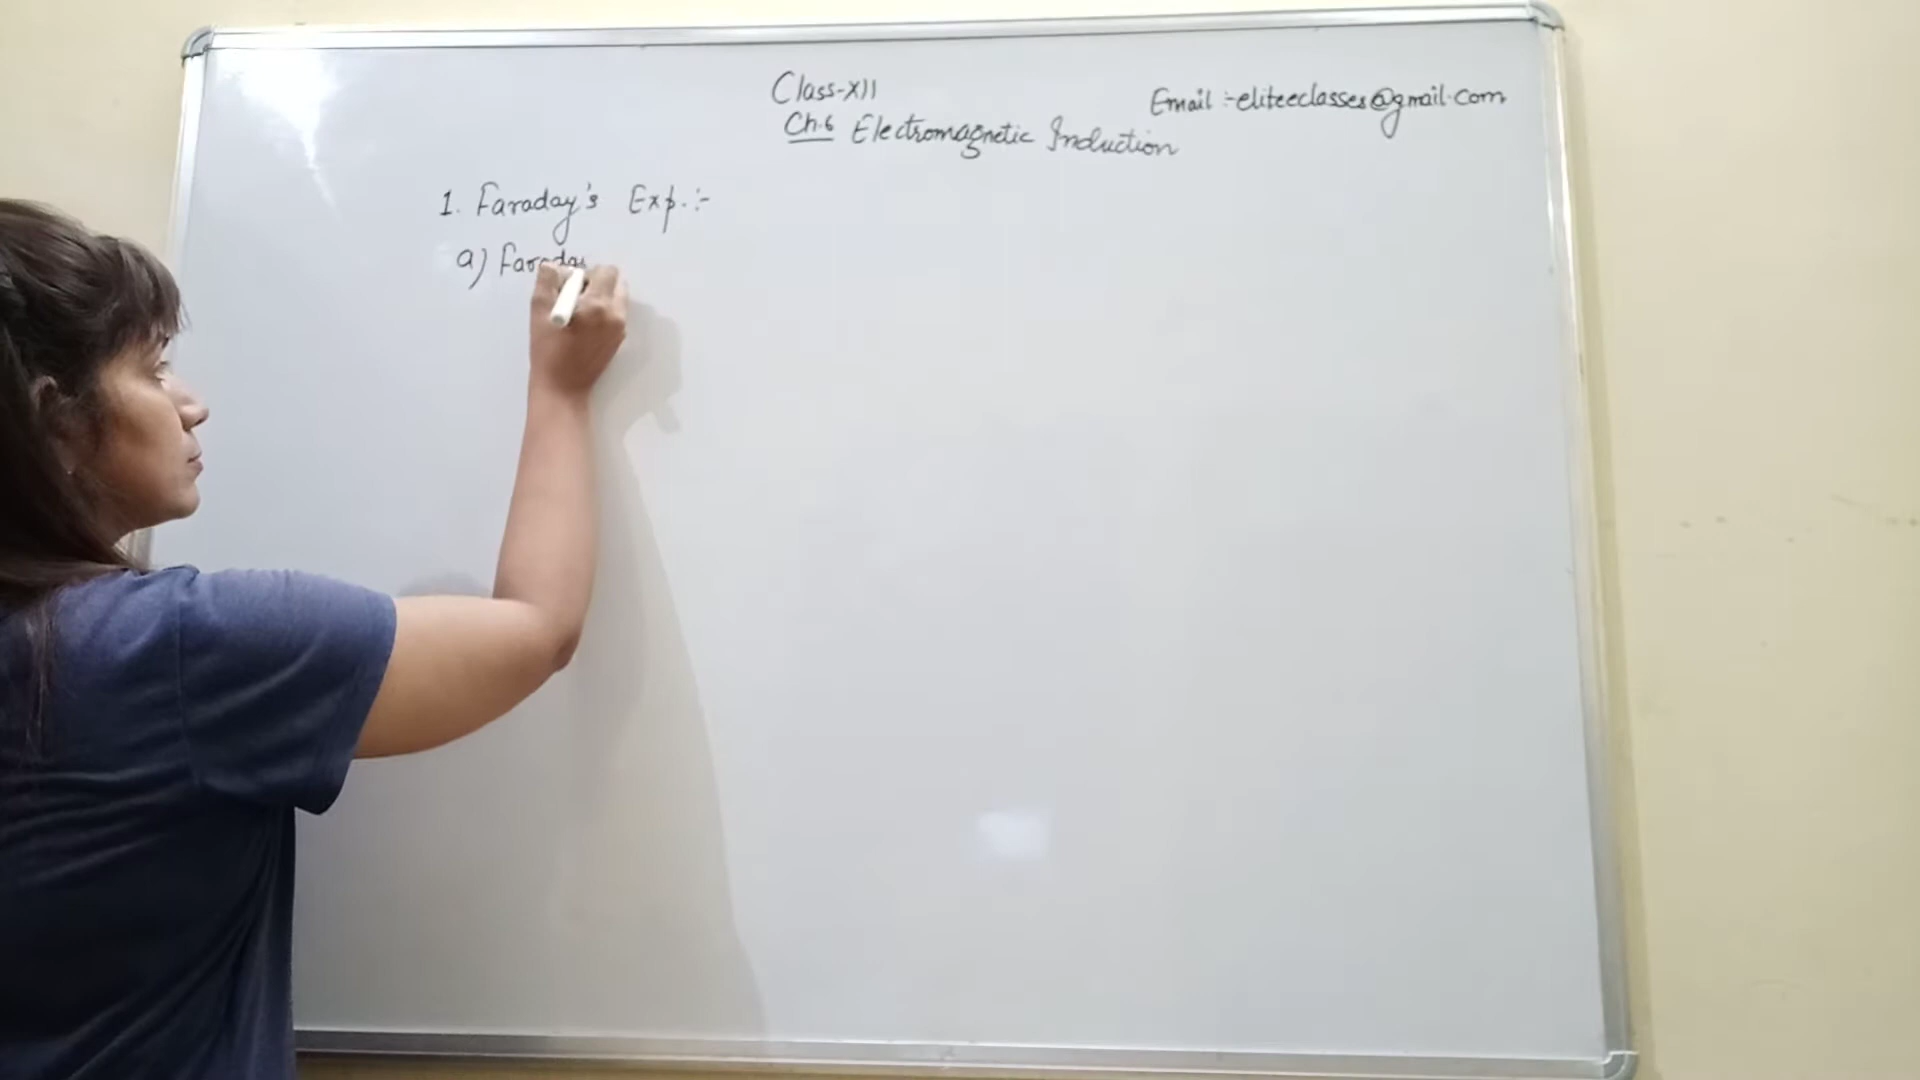 Class-XII
Email :-eliteeclasses@gmail.com
Ch.6 Electromagnetic Induction
1. Faraday's Exp. :-
a) Faraday